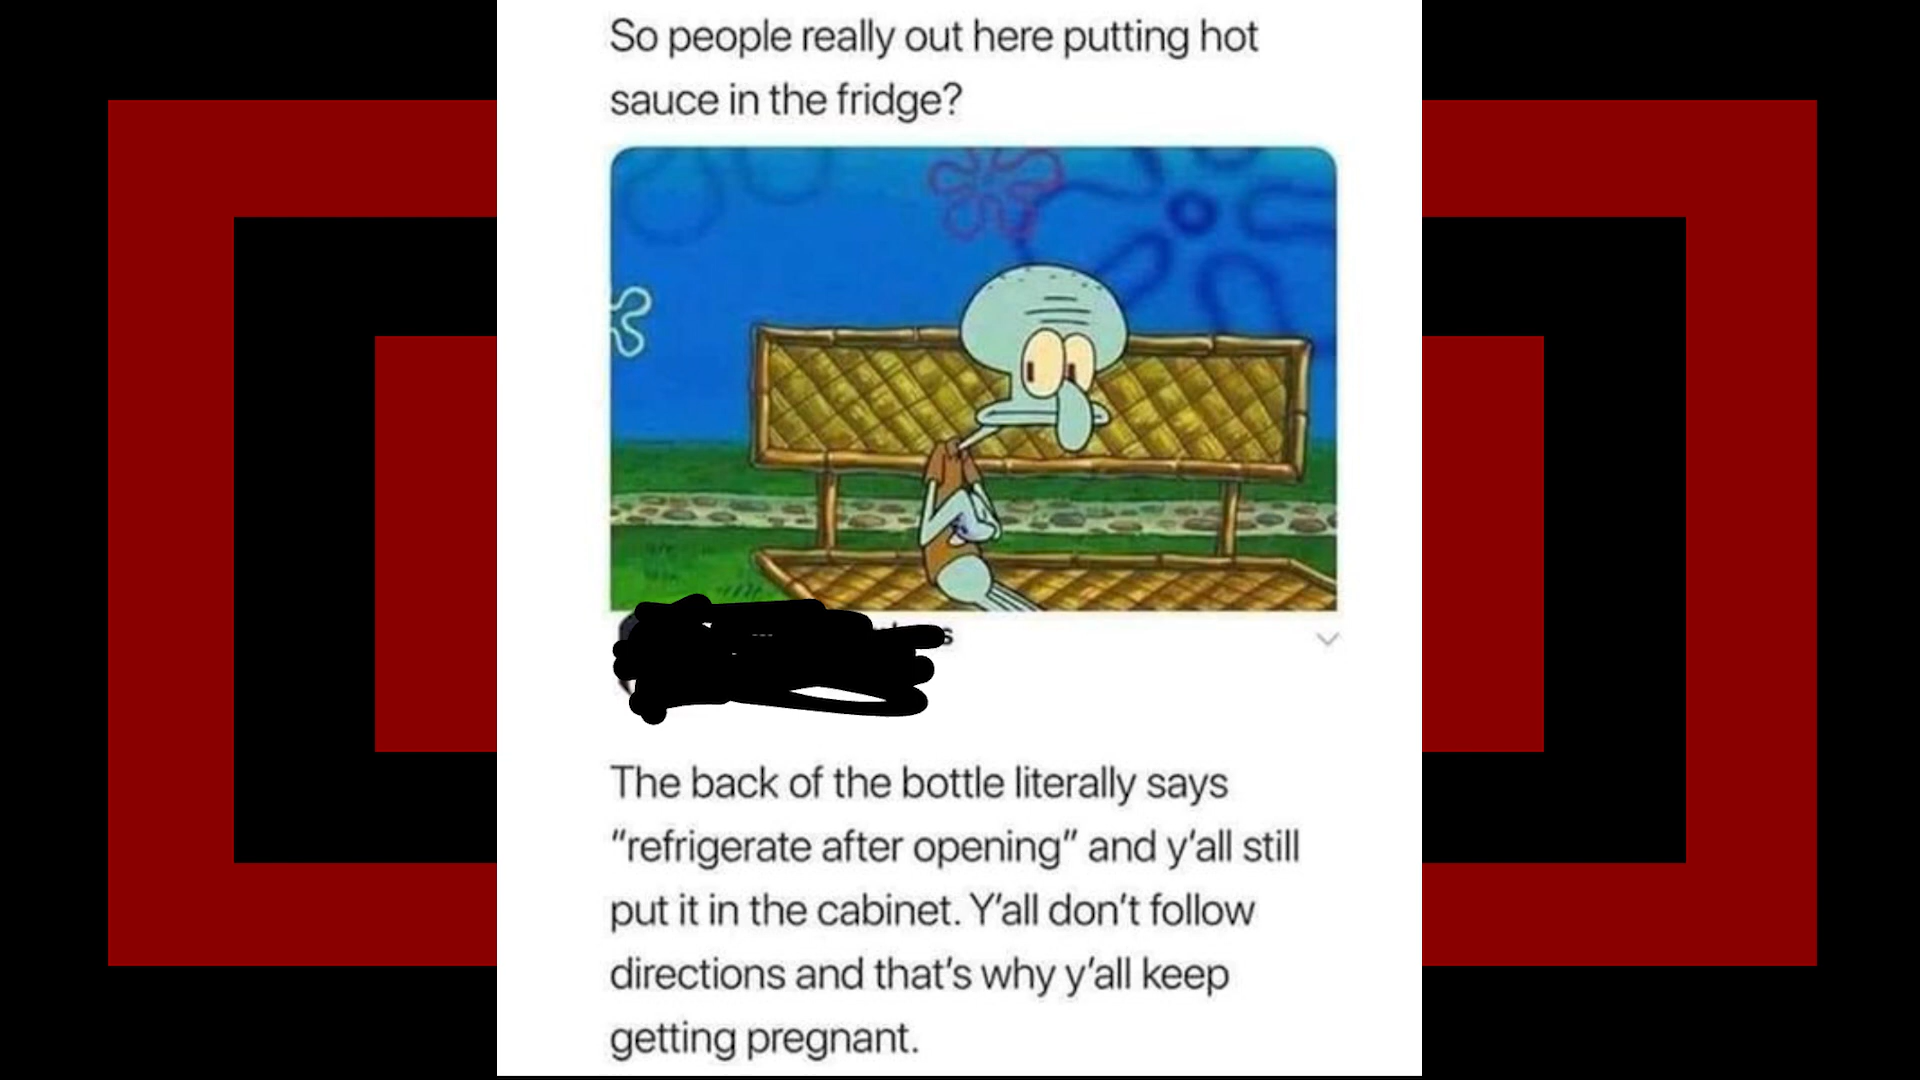 So people really out here putting hot
sauce in the fridge?
The back of the bottle literally says
"refrigerate after opening" and y'all still
put it in the cabinet. Y'all don't follow
directions and that's why y'all keep
getting pregnant.